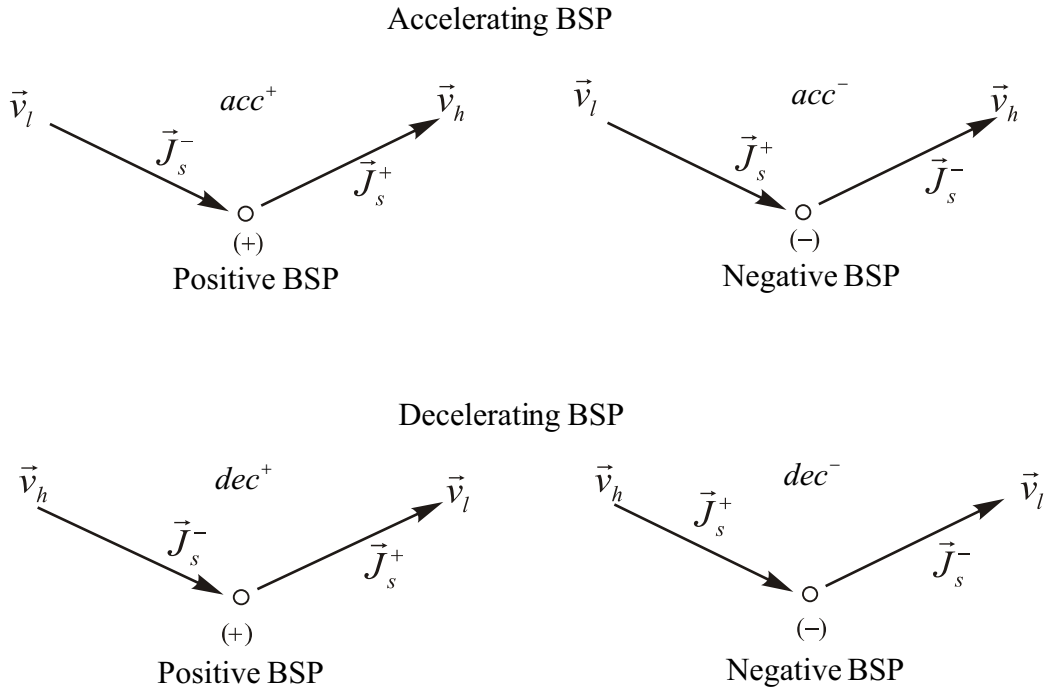 Accelerating BSP
v⃗_l acc⁺ v⃗_h v⃗_l acc⁻ v⃗_h
J⃗_s⁻ J⃗_s⁺ J⃗_s⁺ J⃗_s⁻
(+) (−)
Positive BSP Negative BSP
Decelerating BSP
v⃗_h dec⁺ v⃗_l v⃗_h dec⁻ v⃗_l
J⃗_s⁻ J⃗_s⁺ J⃗_s⁺ J⃗_s⁻
(+) (−)
Positive BSP Negative BSP